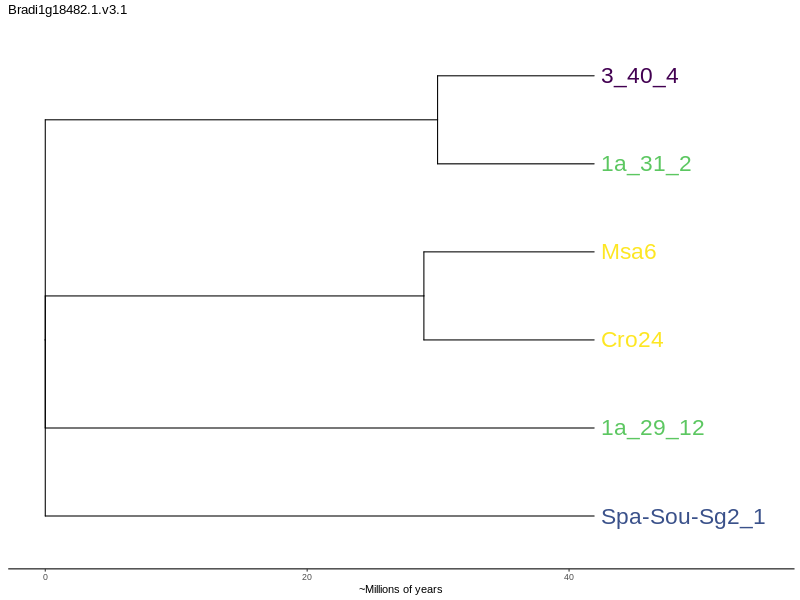 Bradi1g18482.1.v3.1
3_40_4
1a_31_2
Msa6
Cro24
1a_29_12
Spa-Sou-Sg2_1
0 20 40
~Millions of years